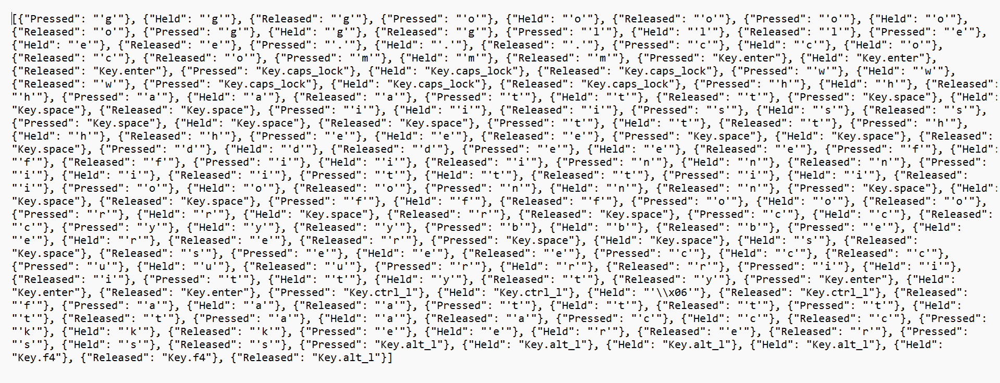 [{"Pressed": "'g'"}, {"Held": "'g'"}, {"Released": "'g'"}, {"Pressed": "'o'"}, {"Held": "'o'"}, {"Released": "'o'"}, {"Pressed": "'o'"}, {"Held": "'o'"},
{"Released": "'o'"}, {"Pressed": "'g'"}, {"Held": "'g'"}, {"Released": "'g'"}, {"Pressed": "'l'"}, {"Held": "'l'"}, {"Released": "'l'"}, {"Pressed": "'e'"},
{"Held": "'e'"}, {"Released": "'e'"}, {"Pressed": "'.'"}, {"Held": "'.'"}, {"Released": "'.'"}, {"Pressed": "'c'"}, {"Held": "'c'"}, {"Held": "'o'"},
{"Released": "'c'"}, {"Released": "'o'"}, {"Pressed": "'m'"}, {"Held": "'m'"}, {"Released": "'m'"}, {"Pressed": "Key.enter"}, {"Held": "Key.enter"},
{"Released": "Key.enter"}, {"Pressed": "Key.caps_lock"}, {"Held": "Key.caps_lock"}, {"Released": "Key.caps_lock"}, {"Pressed": "'w'"}, {"Held": "'w'"},
{"Released": "'w'"}, {"Pressed": "Key.caps_lock"}, {"Held": "Key.caps_lock"}, {"Released": "Key.caps_lock"}, {"Pressed": "'h'"}, {"Held": "'h'"}, {"Released":
"'h'"}, {"Pressed": "'a'"}, {"Held": "'a'"}, {"Released": "'a'"}, {"Pressed": "'t'"}, {"Held": "'t'"}, {"Released": "'t'"}, {"Pressed": "Key.space"}, {"Held":
"Key.space"}, {"Released": "Key.space"}, {"Pressed": "'i'"}, {"Held": "'i'"}, {"Released": "'i'"}, {"Pressed": "'s'"}, {"Held": "'s'"}, {"Released": "'s'"},
{"Pressed": "Key.space"}, {"Held": "Key.space"}, {"Released": "Key.space"}, {"Pressed": "'t'"}, {"Held": "'t'"}, {"Released": "'t'"}, {"Pressed": "'h'"},
{"Held": "'h'"}, {"Released": "'h'"}, {"Pressed": "'e'"}, {"Held": "'e'"}, {"Released": "'e'"}, {"Pressed": "Key.space"}, {"Held": "Key.space"}, {"Released":
"Key.space"}, {"Pressed": "'d'"}, {"Held": "'d'"}, {"Released": "'d'"}, {"Pressed": "'e'"}, {"Held": "'e'"}, {"Released": "'e'"}, {"Pressed": "'f'"}, {"Held":
"'f'"}, {"Released": "'f'"}, {"Pressed": "'i'"}, {"Held": "'i'"}, {"Released": "'i'"}, {"Pressed": "'n'"}, {"Held": "'n'"}, {"Released": "'n'"}, {"Pressed":
"'i'"}, {"Held": "'i'"}, {"Released": "'i'"}, {"Pressed": "'t'"}, {"Held": "'t'"}, {"Released": "'t'"}, {"Pressed": "'i'"}, {"Held": "'i'"}, {"Released":
"'i'"}, {"Pressed": "'o'"}, {"Held": "'o'"}, {"Released": "'o'"}, {"Pressed": "'n'"}, {"Held": "'n'"}, {"Released": "'n'"}, {"Pressed": "Key.space"}, {"Held":
"Key.space"}, {"Released": "Key.space"}, {"Pressed": "'f'"}, {"Held": "'f'"}, {"Released": "'f'"}, {"Pressed": "'o'"}, {"Held": "'o'"}, {"Released": "'o'"},
{"Pressed": "'r'"}, {"Held": "'r'"}, {"Held": "Key.space"}, {"Released": "'r'"}, {"Released": "Key.space"}, {"Pressed": "'c'"}, {"Held": "'c'"}, {"Released":
"'c'"}, {"Pressed": "'y'"}, {"Held": "'y'"}, {"Released": "'y'"}, {"Pressed": "'b'"}, {"Held": "'b'"}, {"Released": "'b'"}, {"Pressed": "'e'"}, {"Held":
"'e'"}, {"Held": "'r'"}, {"Released": "'e'"}, {"Released": "'r'"}, {"Pressed": "Key.space"}, {"Held": "Key.space"}, {"Held": "'s'"}, {"Released":
"Key.space"}, {"Released": "'s'"}, {"Pressed": "'e'"}, {"Held": "'e'"}, {"Released": "'e'"}, {"Pressed": "'c'"}, {"Held": "'c'"}, {"Released": "'c'"},
{"Pressed": "'u'"}, {"Held": "'u'"}, {"Released": "'u'"}, {"Pressed": "'r'"}, {"Held": "'r'"}, {"Released": "'r'"}, {"Pressed": "'i'"}, {"Held": "'i'"},
{"Released": "'i'"}, {"Pressed": "'t'"}, {"Held": "'t'"}, {"Held": "'y'"}, {"Released": "'t'"}, {"Released": "'y'"}, {"Pressed": "Key.enter"}, {"Held":
"Key.enter"}, {"Released": "Key.enter"}, {"Pressed": "Key.ctrl_l"}, {"Held": "Key.ctrl_l"}, {"Held": "'\\x06'"}, {"Released": "Key.ctrl_l"}, {"Released":
"'f'"}, {"Pressed": "'a'"}, {"Held": "'a'"}, {"Released": "'a'"}, {"Pressed": "'t'"}, {"Held": "'t'"}, {"Released": "'t'"}, {"Pressed": "'t'"}, {"Held":
"'t'"}, {"Released": "'t'"}, {"Pressed": "'a'"}, {"Held": "'a'"}, {"Released": "'a'"}, {"Pressed": "'c'"}, {"Held": "'c'"}, {"Released": "'c'"}, {"Pressed":
"'k'"}, {"Held": "'k'"}, {"Released": "'k'"}, {"Pressed": "'e'"}, {"Held": "'e'"}, {"Held": "'r'"}, {"Released": "'e'"}, {"Released": "'r'"}, {"Pressed":
"'s'"}, {"Held": "'s'"}, {"Released": "'s'"}, {"Pressed": "Key.alt_l"}, {"Held": "Key.alt_l"}, {"Held": "Key.alt_l"}, {"Held": "Key.alt_l"}, {"Held":
"Key.f4"}, {"Released": "Key.f4"}, {"Released": "Key.alt_l"}]